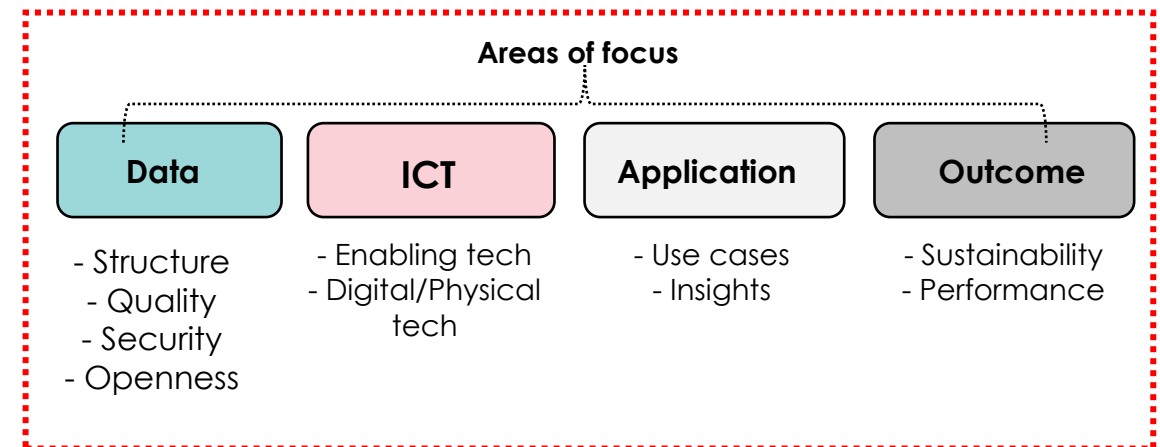 Areas of focus
Data
ICT
Application
Outcome
- Structure
- Quality
- Security
- Openness
- Enabling tech
- Digital/Physical
tech
- Use cases
- Insights
- Sustainability
- Performance